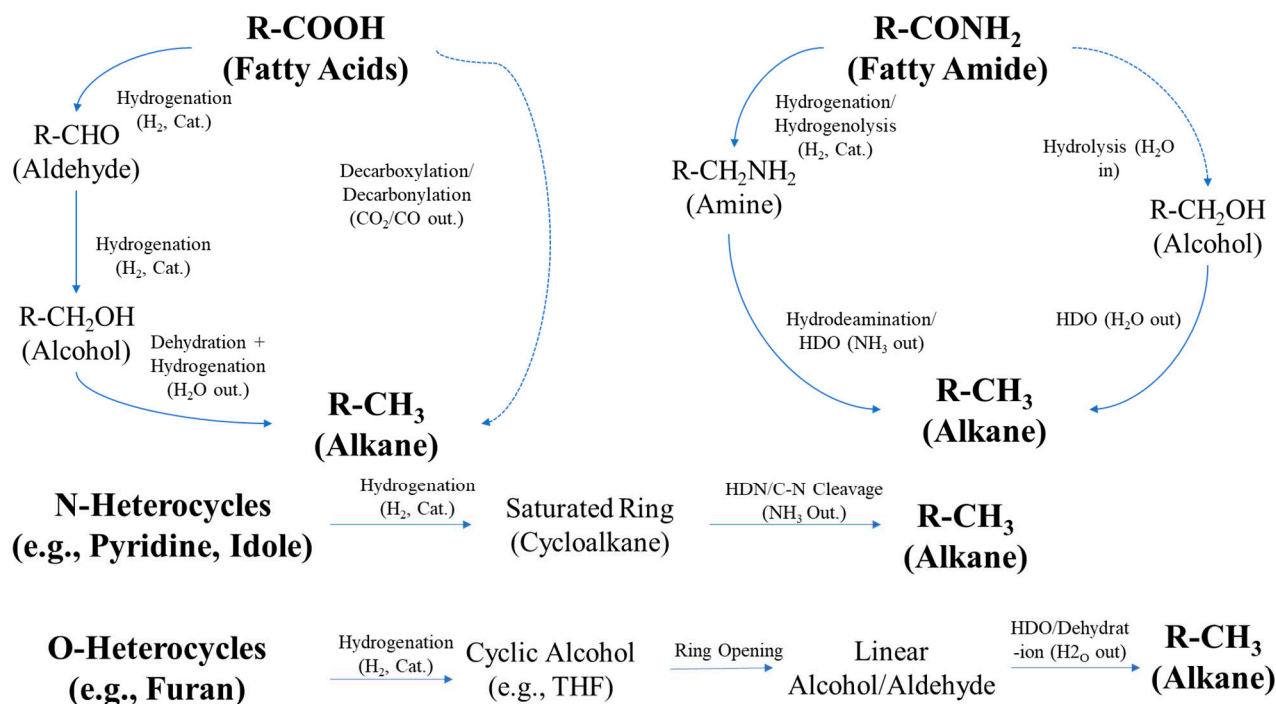 R-COOH
(Fatty Acids)
Hydrogenation
(H₂, Cat.)
R-CHO
(Aldehyde)
Hydrogenation
(H₂, Cat.)
R-CH₂OH
(Alcohol)
Dehydration +
Hydrogenation
(H₂O out.)
Decarboxylation/
Decarbonylation
(CO₂/CO out.)
R-CH₃
(Alkane)
R-CONH₂
(Fatty Amide)
Hydrogenation/
Hydrogenolysis
(H₂, Cat.)
R-CH₂NH₂
(Amine)
Hydrodeamination/
HDO (NH₃ out)
Hydrolysis (H₂O
in)
R-CH₂OH
(Alcohol)
HDO (H₂O out)
R-CH₃
(Alkane)
N-Heterocycles
(e.g., Pyridine, Idole)
Hydrogenation
(H₂, Cat.)
Saturated Ring
(Cycloalkane)
HDN/C-N Cleavage
(NH₃ Out.)
R-CH₃
(Alkane)
O-Heterocycles
(e.g., Furan)
Hydrogenation
(H₂, Cat.)
Cyclic Alcohol
(e.g., THF)
Ring Opening
Linear
Alcohol/Aldehyde
HDO/Dehydrat
-ion (H2ₒ out)
R-CH₃
(Alkane)